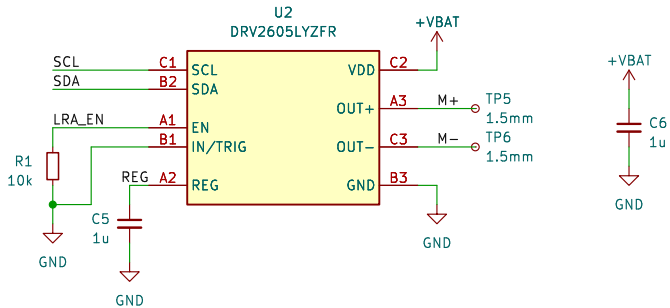 U2
DRV2605LYZFR
+VBAT
SCL C1 SCL VDD C2
SDA B2 SDA
A3 M+ TP5
OUT+ 1.5mm
LRA_EN A1 EN
B1 IN/TRIG OUT- C3 M- TP6
1.5mm
R1
10k
REG A2 REG GND B3
C5
1u
GND
GND
GND
+VBAT
C6
1u
GND